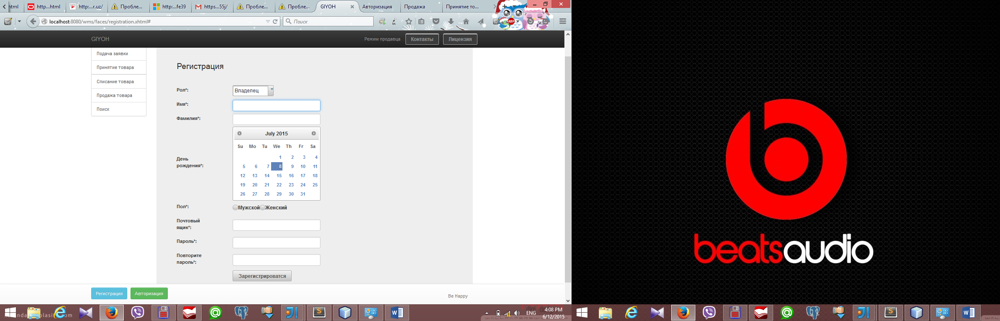 html
http:...html
http:...r.uz/
Пробле...
http:...fe39
https...55j/
Пробле...
Пробле...
GIYOH
Авторизация
Продажа
Принятие то...
localhost:8080/wms/faces/registration.xhtml#
Поиск
ABP
GIYOH
Режим продавца
Контакты
Лицензия
Подача заявки
Принятие товара
Списание товара
Продажа товара
Поиск
Регистрация
Рол*:
Владелец
Имя*:
Фамилия*:
День
рождения*:
July 2015
Su Mo Tu We Th Fr Sa
1 2 3 4
5 6 7 8 9 10 11
12 13 14 15 16 17 18
19 20 21 22 23 24 25
26 27 28 29 30 31
Пол*:
Мужской Женский
Почтовый
ящик*:
Пароль*:
Повторите
пароль*:
Зарегистрироватся
Регистрация
Авторизация
Be Happy
ENG
4:08 PM
6/12/2015
beatsaudio